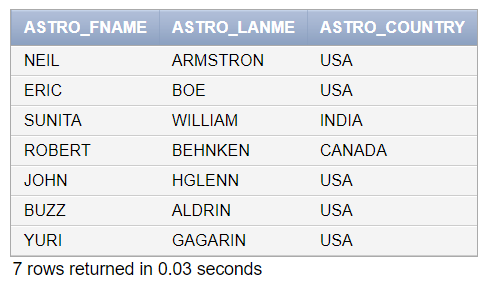 ASTRO_FNAME ASTRO_LANME ASTRO_COUNTRY
NEIL ARMSTRON USA
ERIC BOE USA
SUNITA WILLIAM INDIA
ROBERT BEHNKEN CANADA
JOHN HGLENN USA
BUZZ ALDRIN USA
YURI GAGARIN USA
7 rows returned in 0.03 seconds